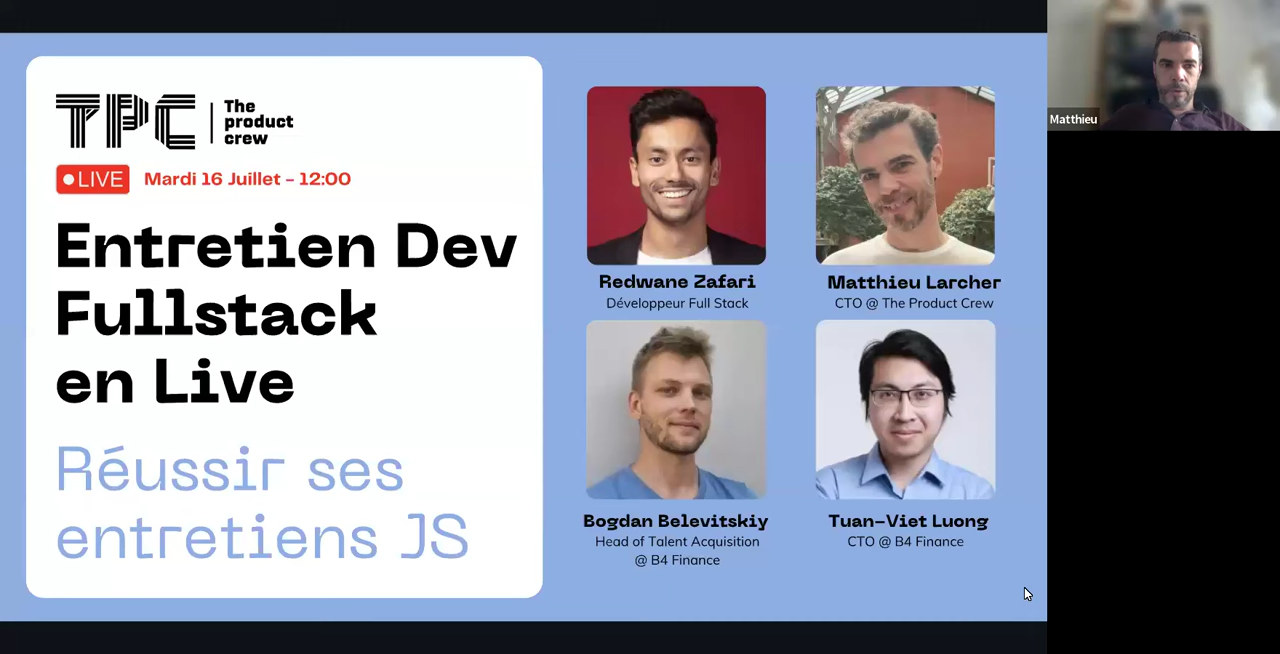 TPC
The
product
crew
LIVE
Mardi 16 Juillet - 12:00
Entretien Dev
Fullstack
en Live
Réussir ses
entretiens JS
Redwane Zafari
Développeur Full Stack
Matthieu Larcher
CTO @ The Product Crew
Bogdan Belevitskiy
Head of Talent Acquisition
@ B4 Finance
Tuan-Viet Luong
CTO @ B4 Finance
Matthieu